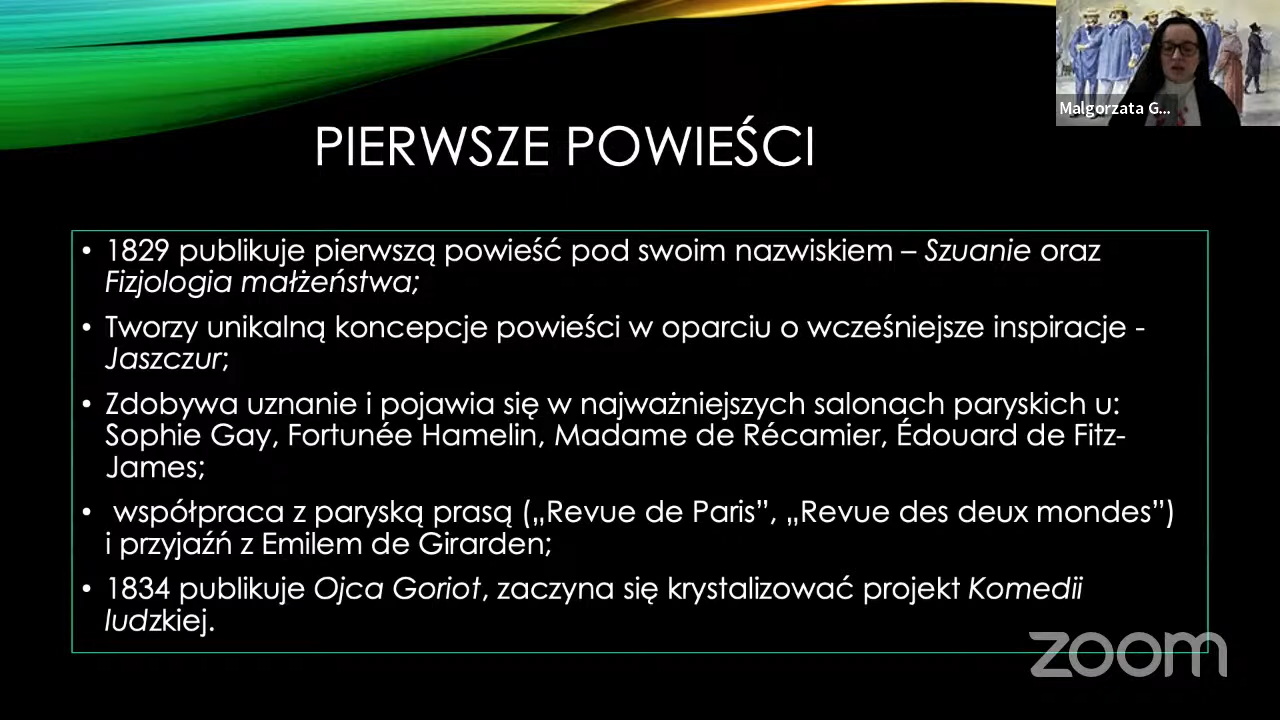 Malgorzata G...
PIERWSZE POWIEŚCI
• 1829 publikuje pierwszą powieść pod swoim nazwiskiem – Szuanie oraz
Fizjologia małżeństwa;
• Tworzy unikalną koncepcje powieści w oparciu o wcześniejsze inspiracje -
Jaszczur;
• Zdobywa uznanie i pojawia się w najważniejszych salonach paryskich u:
Sophie Gay, Fortunée Hamelin, Madame de Récamier, Édouard de Fitz-
James;
• współpraca z paryską prasą („Revue de Paris”, „Revue des deux mondes”)
i przyjaźń z Emilem de Girarden;
• 1834 publikuje Ojca Goriot, zaczyna się krystalizować projekt Komedii
ludzkiej.
zoom